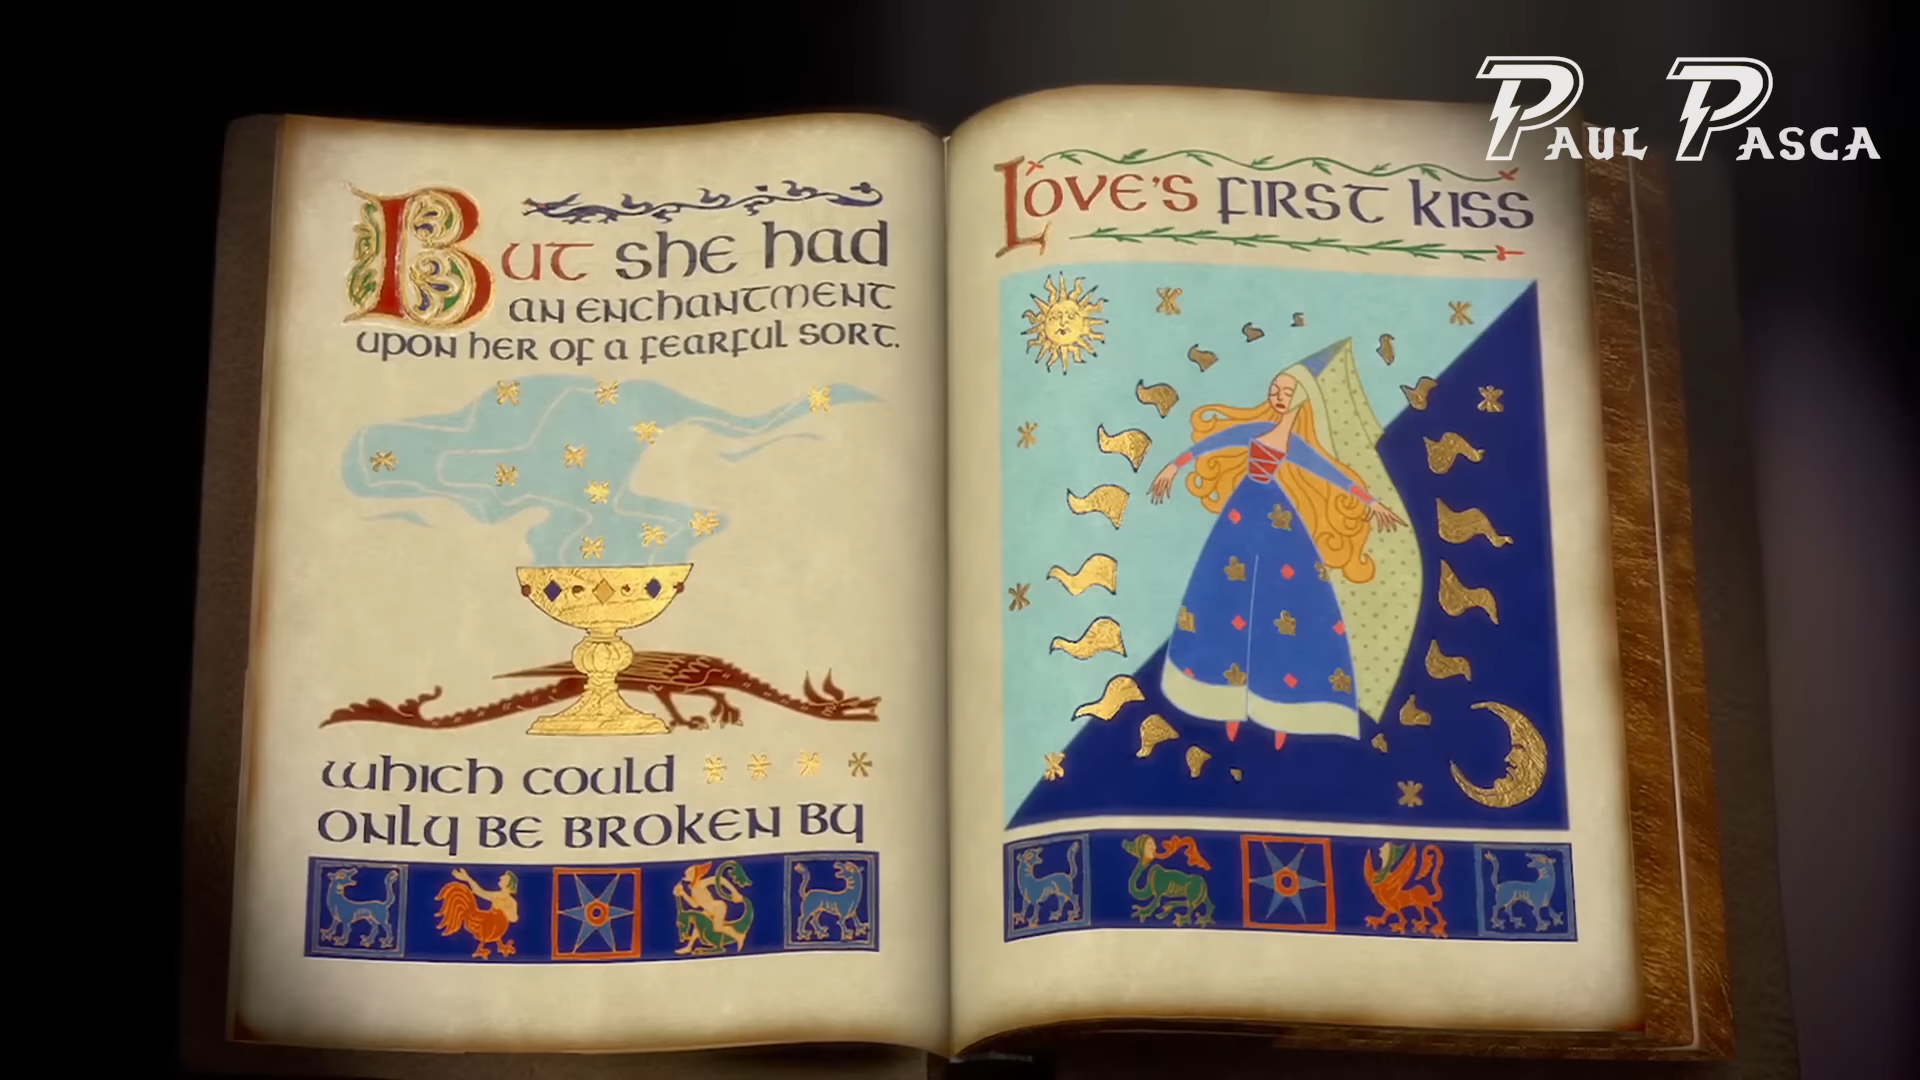 But she had
an enchantment
upon her of a fearful sort.
which could
only be broken by
Love's first kiss
Paul Pasca